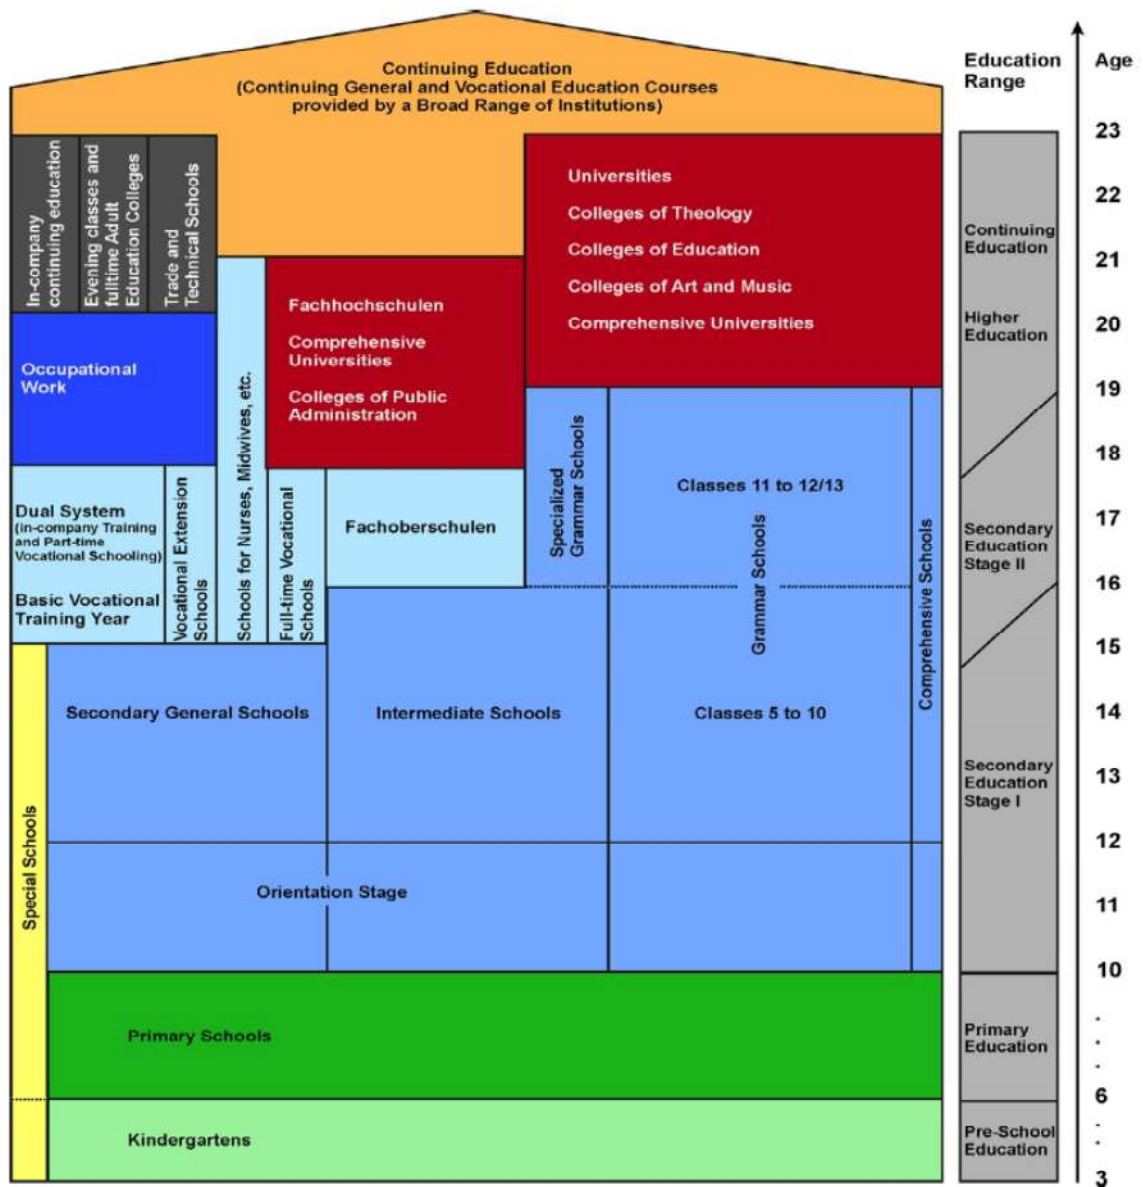 Continuing Education
(Continuing General and Vocational Education Courses
provided by a Broad Range of Institutions)
Education
Range
Age
In-company
continuing education
Evening classes and
fulltime Adult
Education Colleges
Trade and
Technical Schools
Universities
Colleges of Theology
Colleges of Education
Colleges of Art and Music
Comprehensive Universities
Fachhochschulen
Comprehensive
Universities
Colleges of Public
Administration
Occupational
Work
Schools for Nurses, Midwives, etc.
Dual System
(in-company Training
and Part-time
Vocational Schooling)
Basic Vocational
Training Year
Vocational Extension
Schools
Full-time Vocational
Schools
Fachoberschulen
Specialized
Grammar Schools
Classes 11 to 12/13
Grammar Schools
Classes 5 to 10
Comprehensive Schools
Secondary General Schools
Intermediate Schools
Orientation Stage
Special Schools
Primary Schools
Kindergartens
Continuing
Education
Higher
Education
Secondary
Education
Stage II
Secondary
Education
Stage I
Primary
Education
Pre-School
Education
23
22
21
20
19
18
17
16
15
14
13
12
11
10
6
3